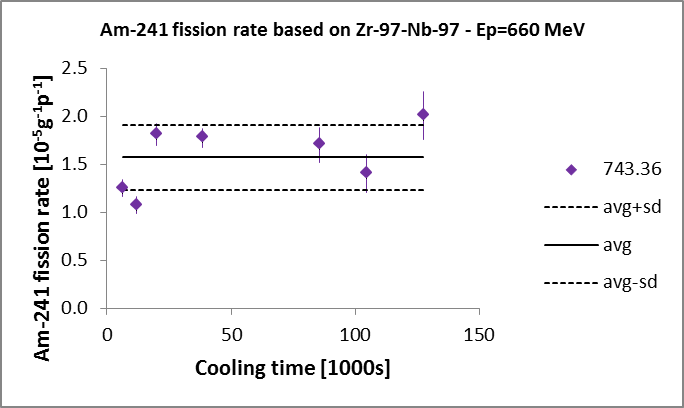 Am-241 fission rate based on Zr-97-Nb-97 - Ep=660 MeV
Am-241 fission rate [10⁻⁵g⁻¹p⁻¹]
2.5
2.0
1.5
1.0
0.5
0.0
0
50
100
150
Cooling time [1000s]
743.36
avg+sd
avg
avg-sd